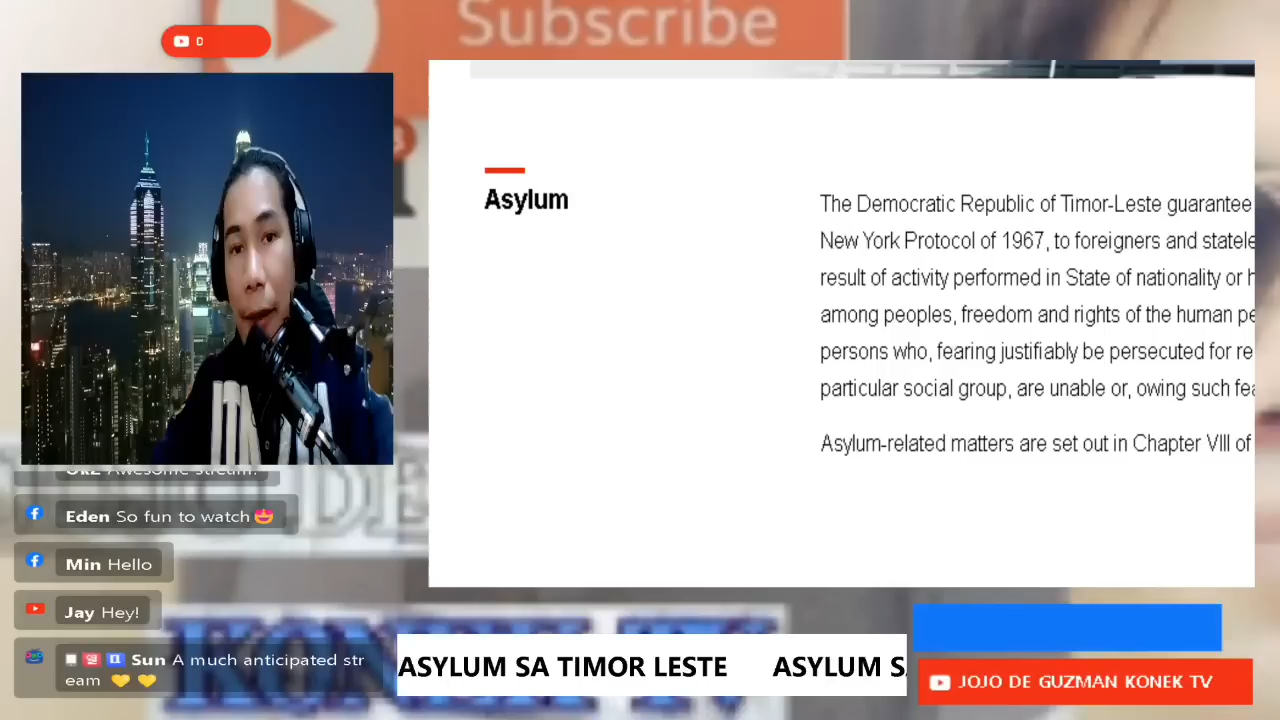 Subscribe
D
Asylum
The Democratic Republic of Timor-Leste guarantee
New York Protocol of 1967, to foreigners and statele
result of activity performed in State of nationality or h
among peoples, freedom and rights of the human pe
persons who, fearing justifiably be persecuted for re
particular social group, are unable or, owing such fea
Asylum-related matters are set out in Chapter VIII of
Awesome stream!
Eden So fun to watch 😍
Min Hello
Jay Hey!
Sun A much anticipated str
eam 💛 💛
KONEK TV
ASYLUM SA TIMOR LESTE ASYLUM S
JOJO DE GUZMAN KONEK TV